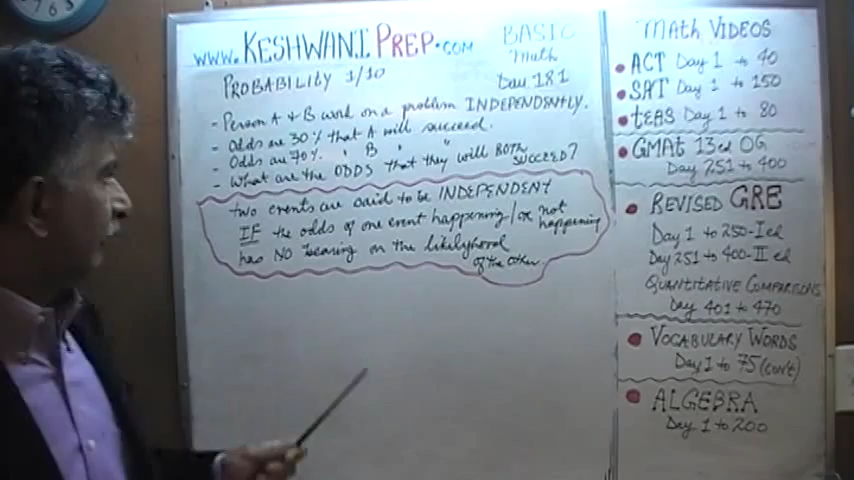 www.KESHWANIPREP.COM
BASIC
Math
Day 181
PROBABILITY 1/10
- Person A & B work on a problem INDEPENDENTLY.
- Odds are 30% that A will succeed.
- Odds are 70% " B " "
- What are the ODDS that they will BOTH
SUCCEED?
Two events are said to be INDEPENDENT
IF the odds of one event happening/or not
happening
has NO bearing on the likelyhood
of the other.
Math VIDEOS
ACT Day 1 to 40
SAT Day 1 to 150
tEAS Day 1 to 80
GMAt 13ed OG
Day 251 to 400
REVISED GRE
Day 1 to 250-I ed
Day 251 to 400-II ed
QUANTITATIVE COMPARISONS
Day 401 to 470
VOCABULARY WORDS
Day 1 to 75 (con't)
ALGEBRA
Day 1 to 200